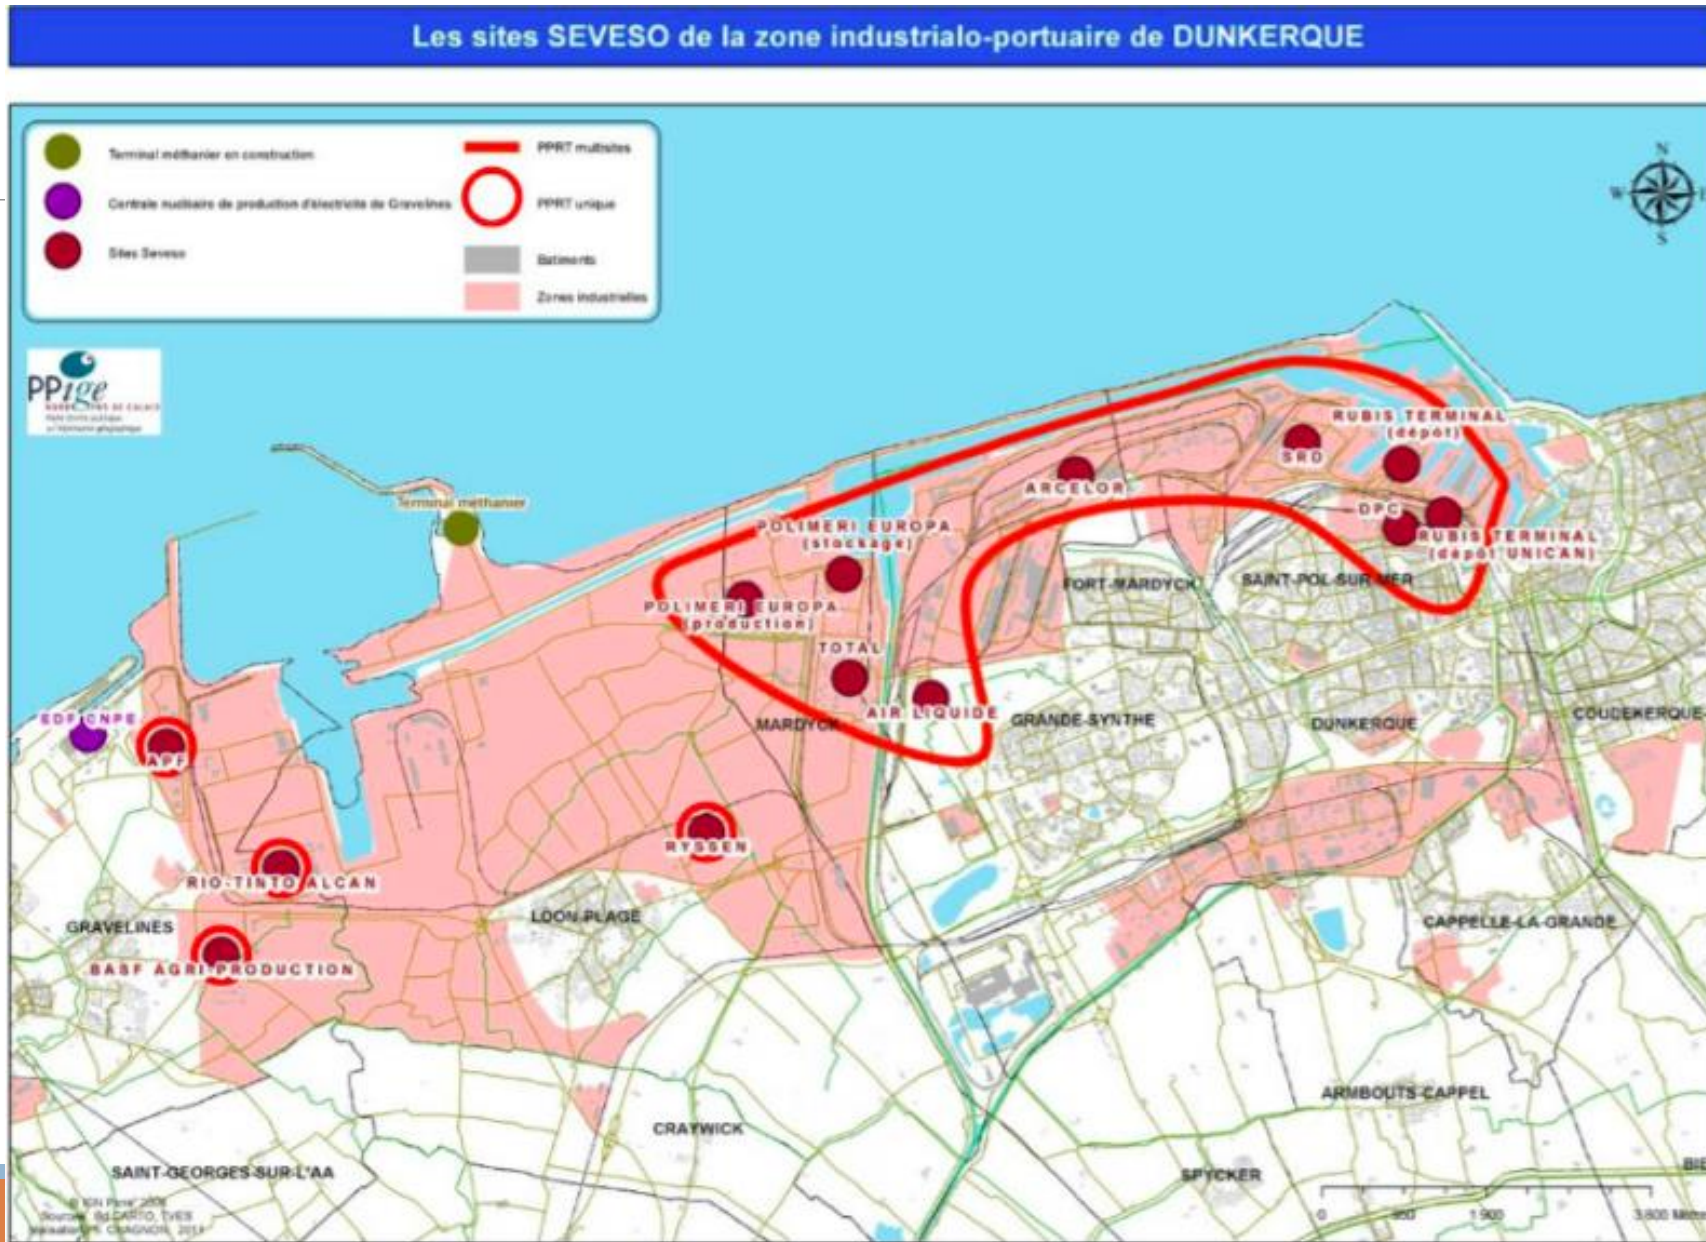 Les sites SEVESO de la zone industrialo-portuaire de DUNKERQUE
Terminal méthanier en construction
Centrale nucléaire de production d'électricité de Gravelines
Sites Seveso
PPRT multisites
PPRT unique
Batiments
Zones industrielles
N
W
S
PPige
Terminal méthanier
RUBIS TERMINAL
(dépôt)
SRD
ARCELOR
DPC
RUBIS TERMINAL
(dépôt UNICAN)
POLIMERI EUROPA
(stockage)
POLIMERI EUROPA
(production)
FORT-MARDYCK
SAINT-POL-SUR-MER
TOTAL
AIR LIQUIDE
MARDYCK
GRANDE-SYNTHE
DUNKERQUE
COUDEKERQUE-
EDF CNPE
APF
RYSSEN
RIO-TINTO ALCAN
GRAVELINES
LOON-PLAGE
CAPPELLE-LA-GRANDE
BASF AGRI-PRODUCTION
ARMBOUTS-CAPPEL
CRAYWICK
SAINT-GEORGES-SUR-L'AA
SPYCKER
BIE
0 950 1 900 3 800 Mètre